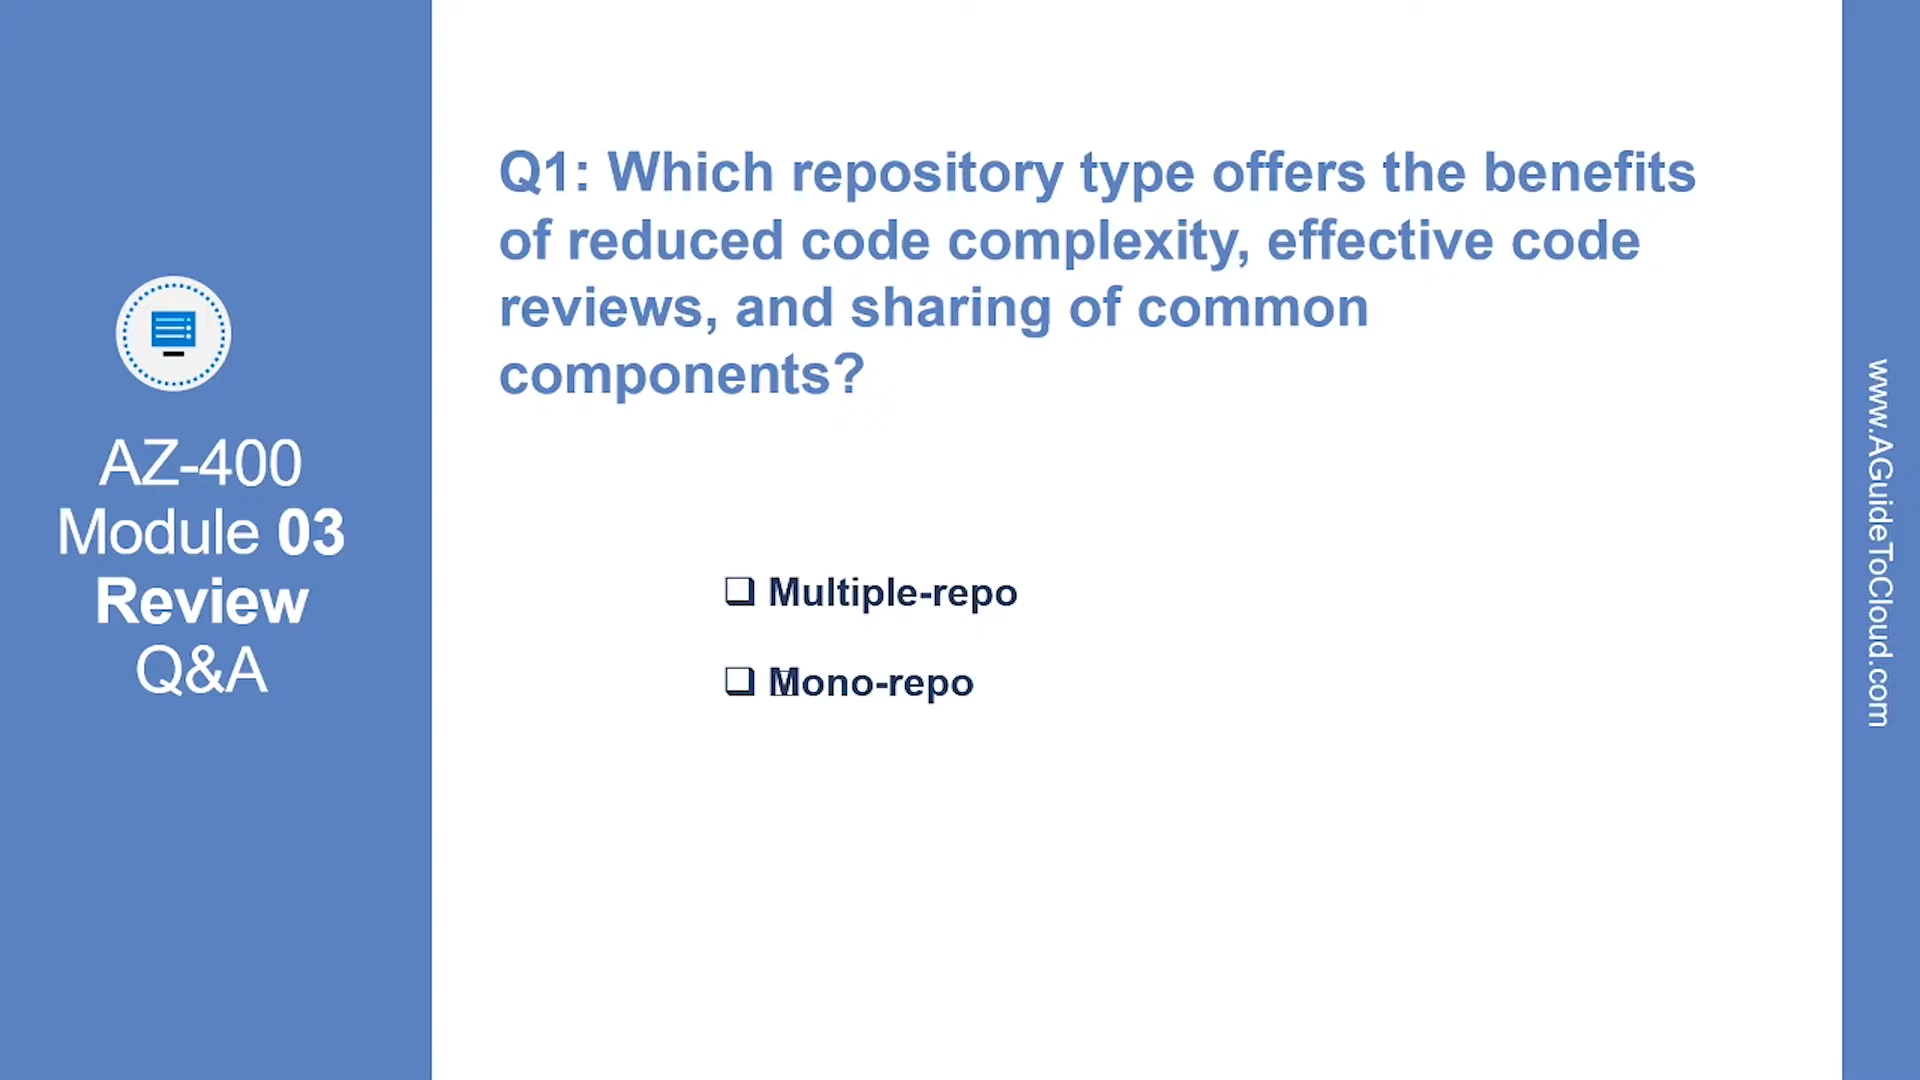 AZ-400
Module 03
Review
Q&A
Q1: Which repository type offers the benefits
of reduced code complexity, effective code
reviews, and sharing of common
components?
❑ Multiple-repo
❑ Mono-repo
www.AGuideToCloud.com